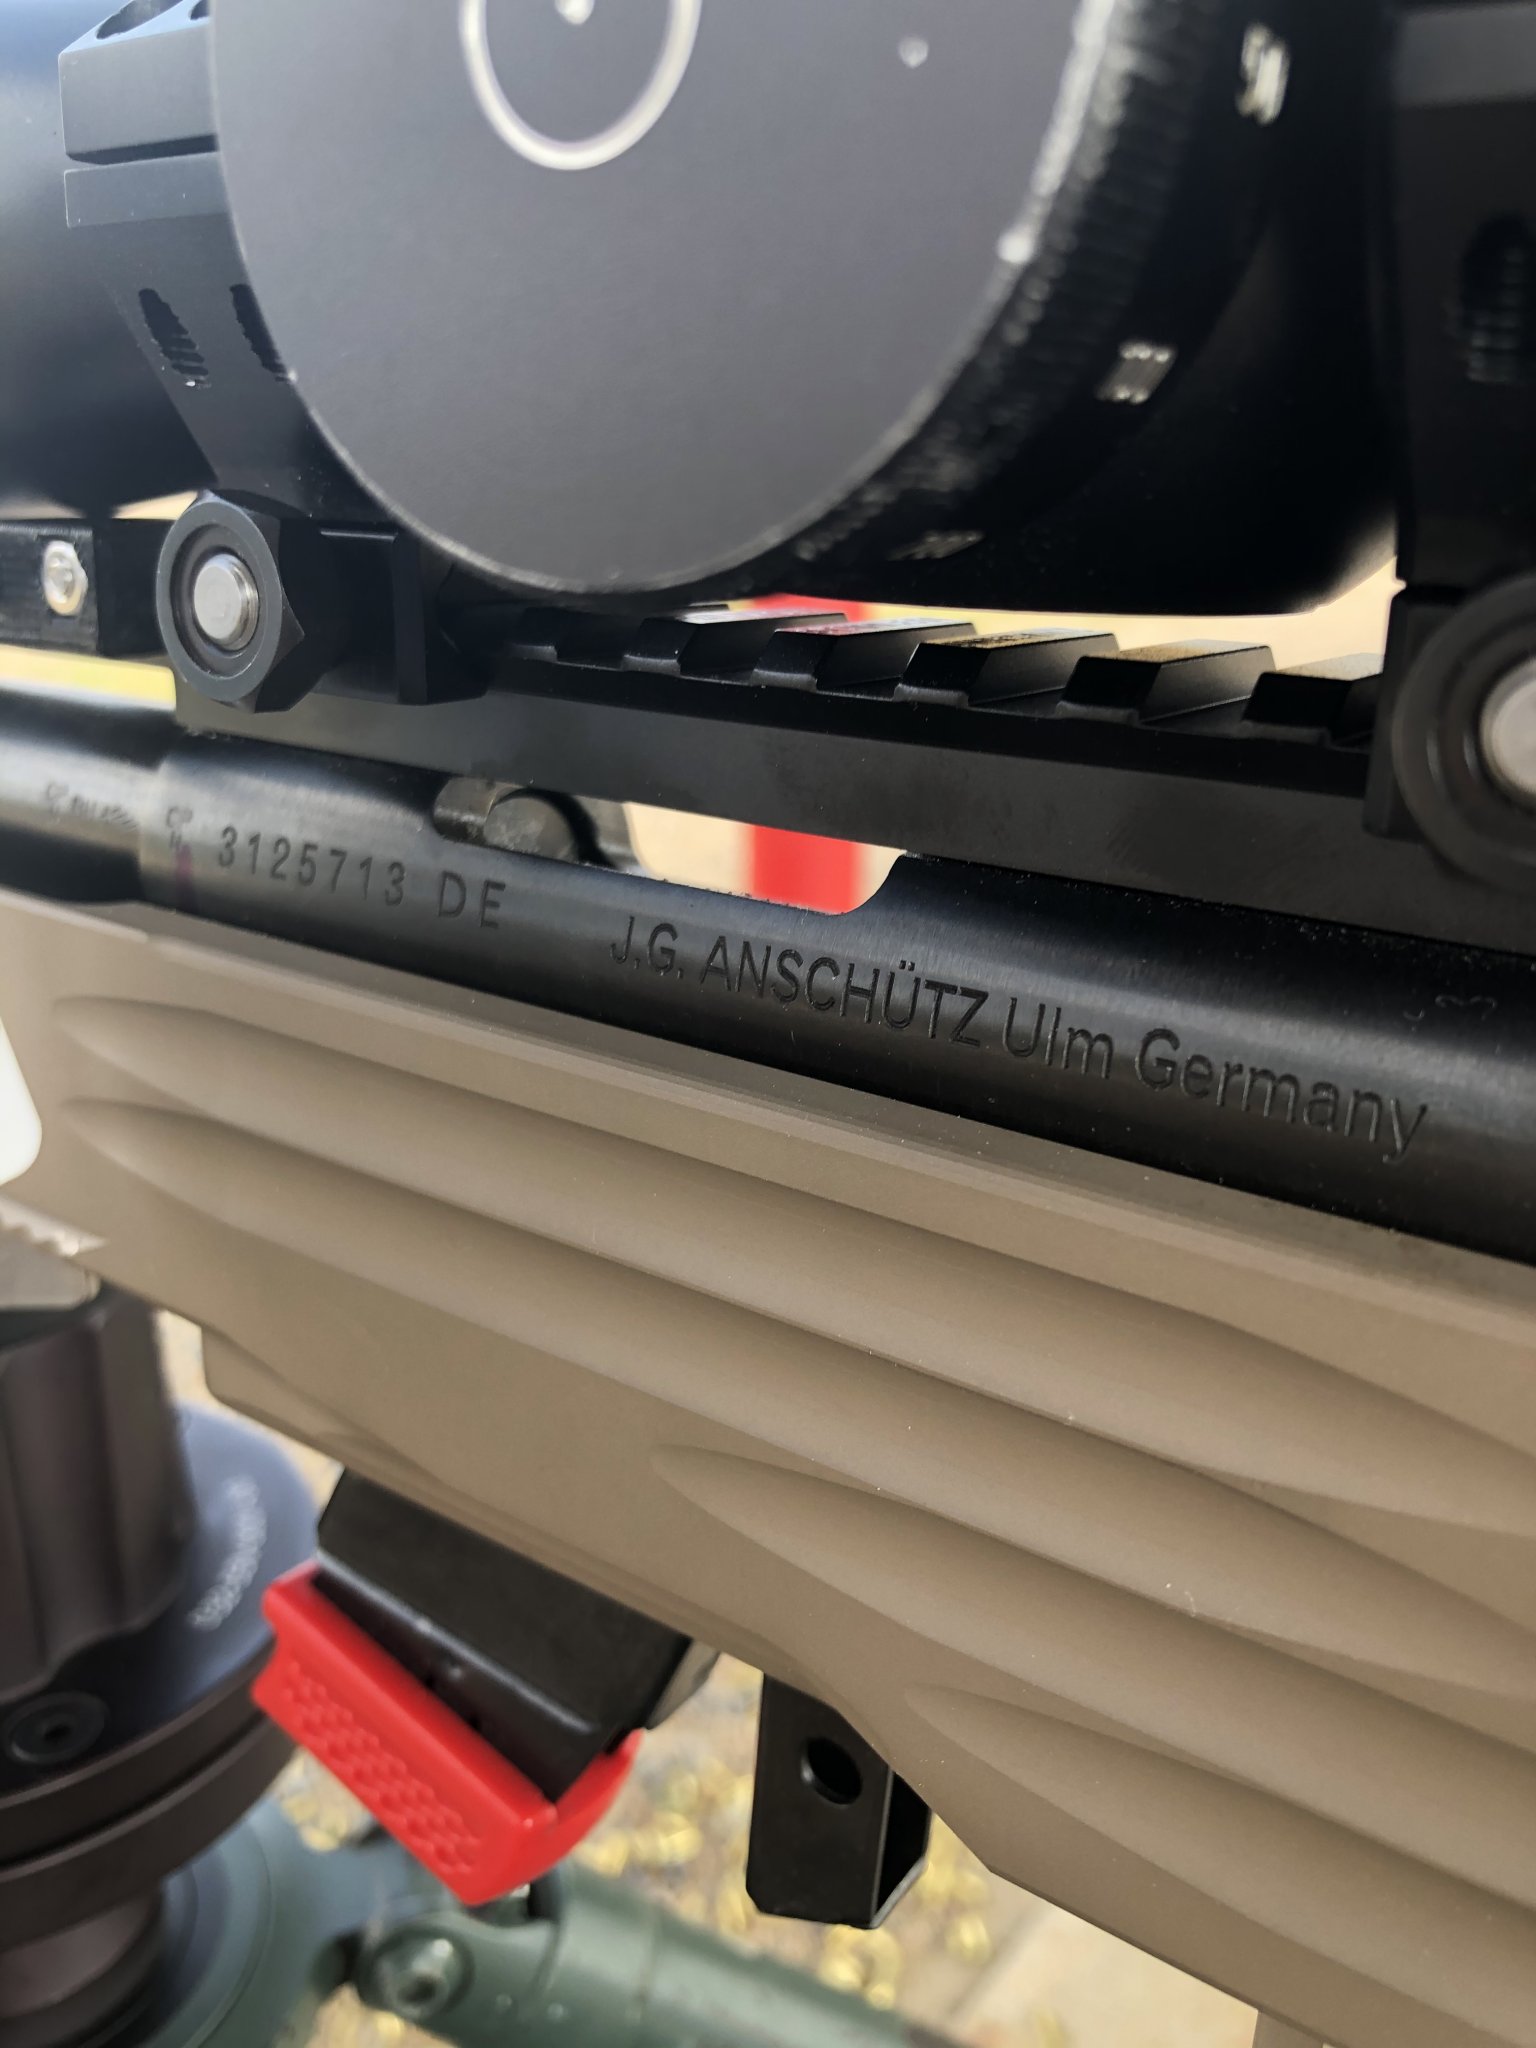 3125713 DE
J.G. ANSCHÜTZ Ulm Germany